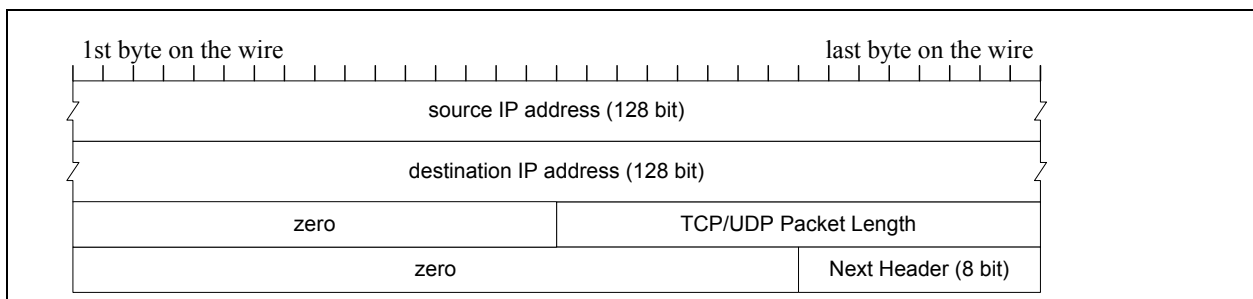 1st byte on the wire last byte on the wire
source IP address (128 bit)
destination IP address (128 bit)
zero TCP/UDP Packet Length
zero Next Header (8 bit)